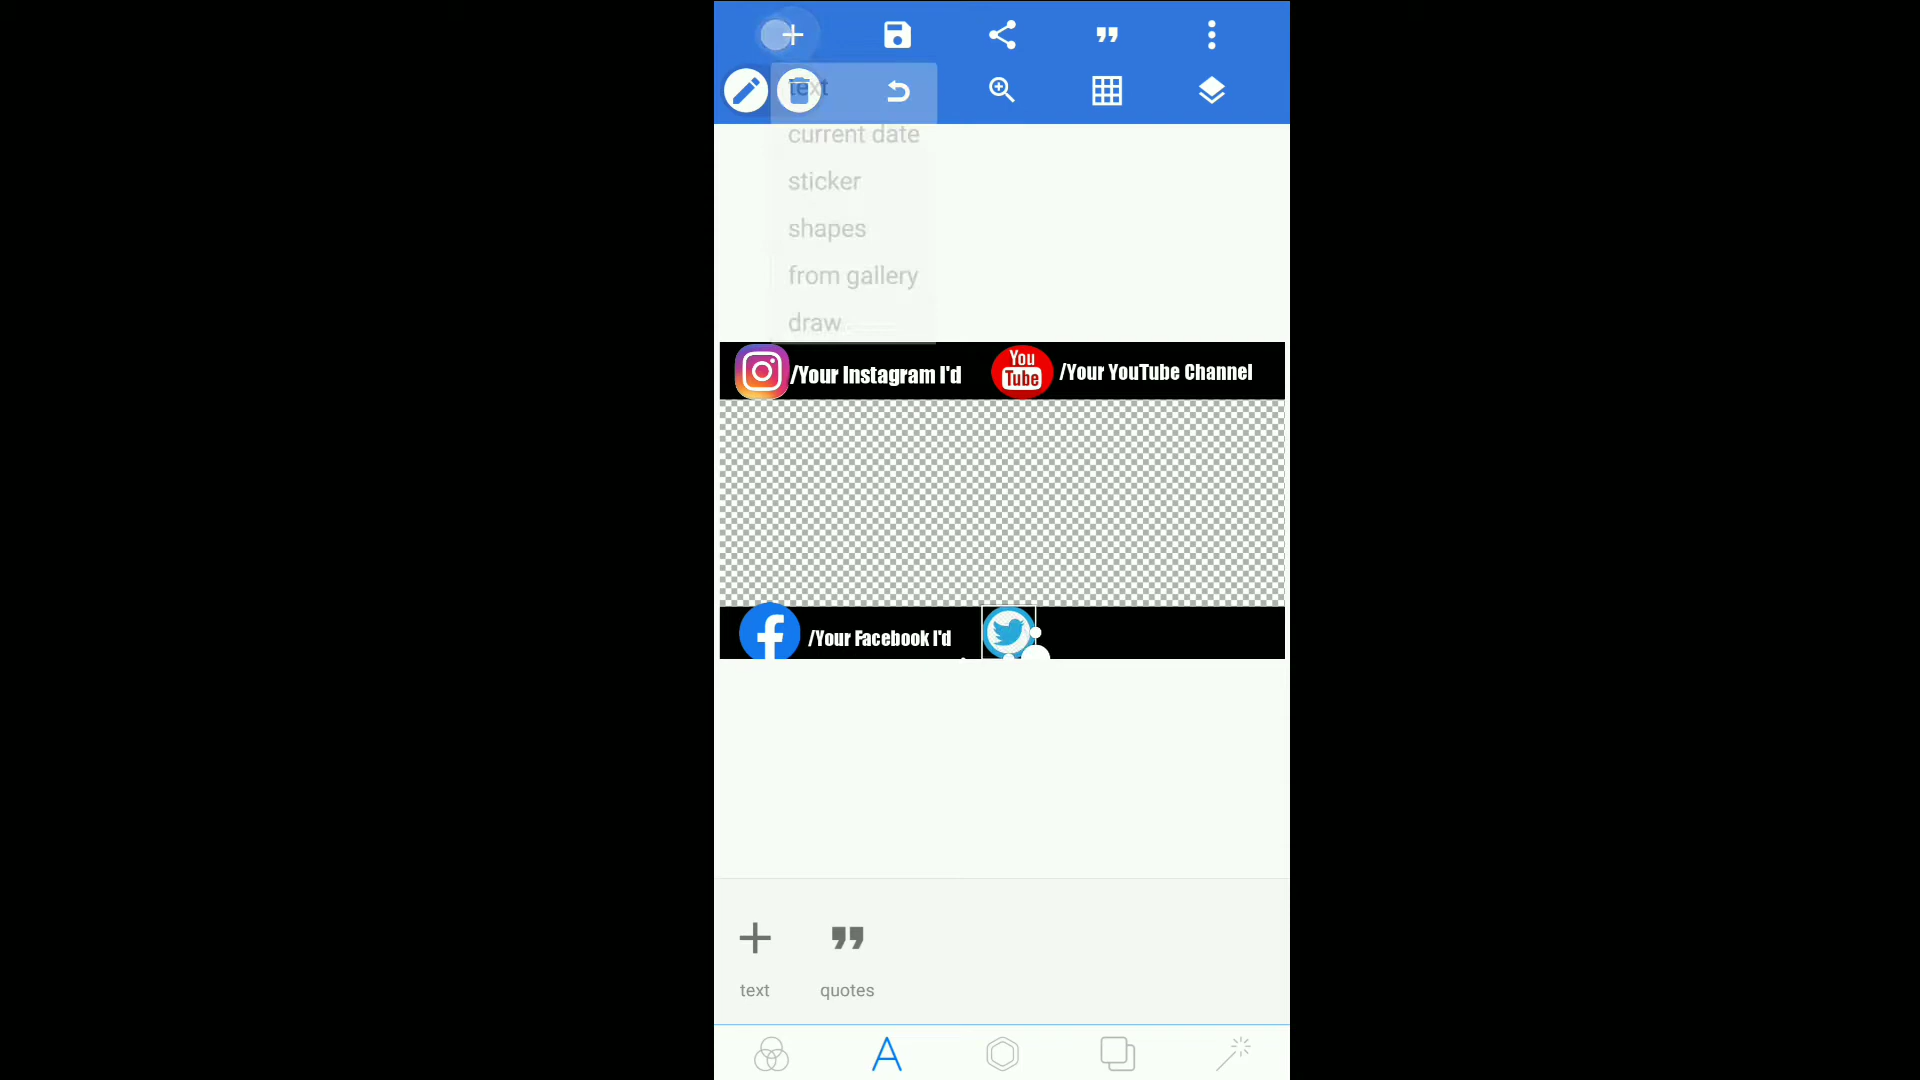 text
current date
sticker
shapes
from gallery
draw
/Your Instagram I'd
You
Tube
/Your YouTube Channel
/Your Facebook I'd
text
quotes